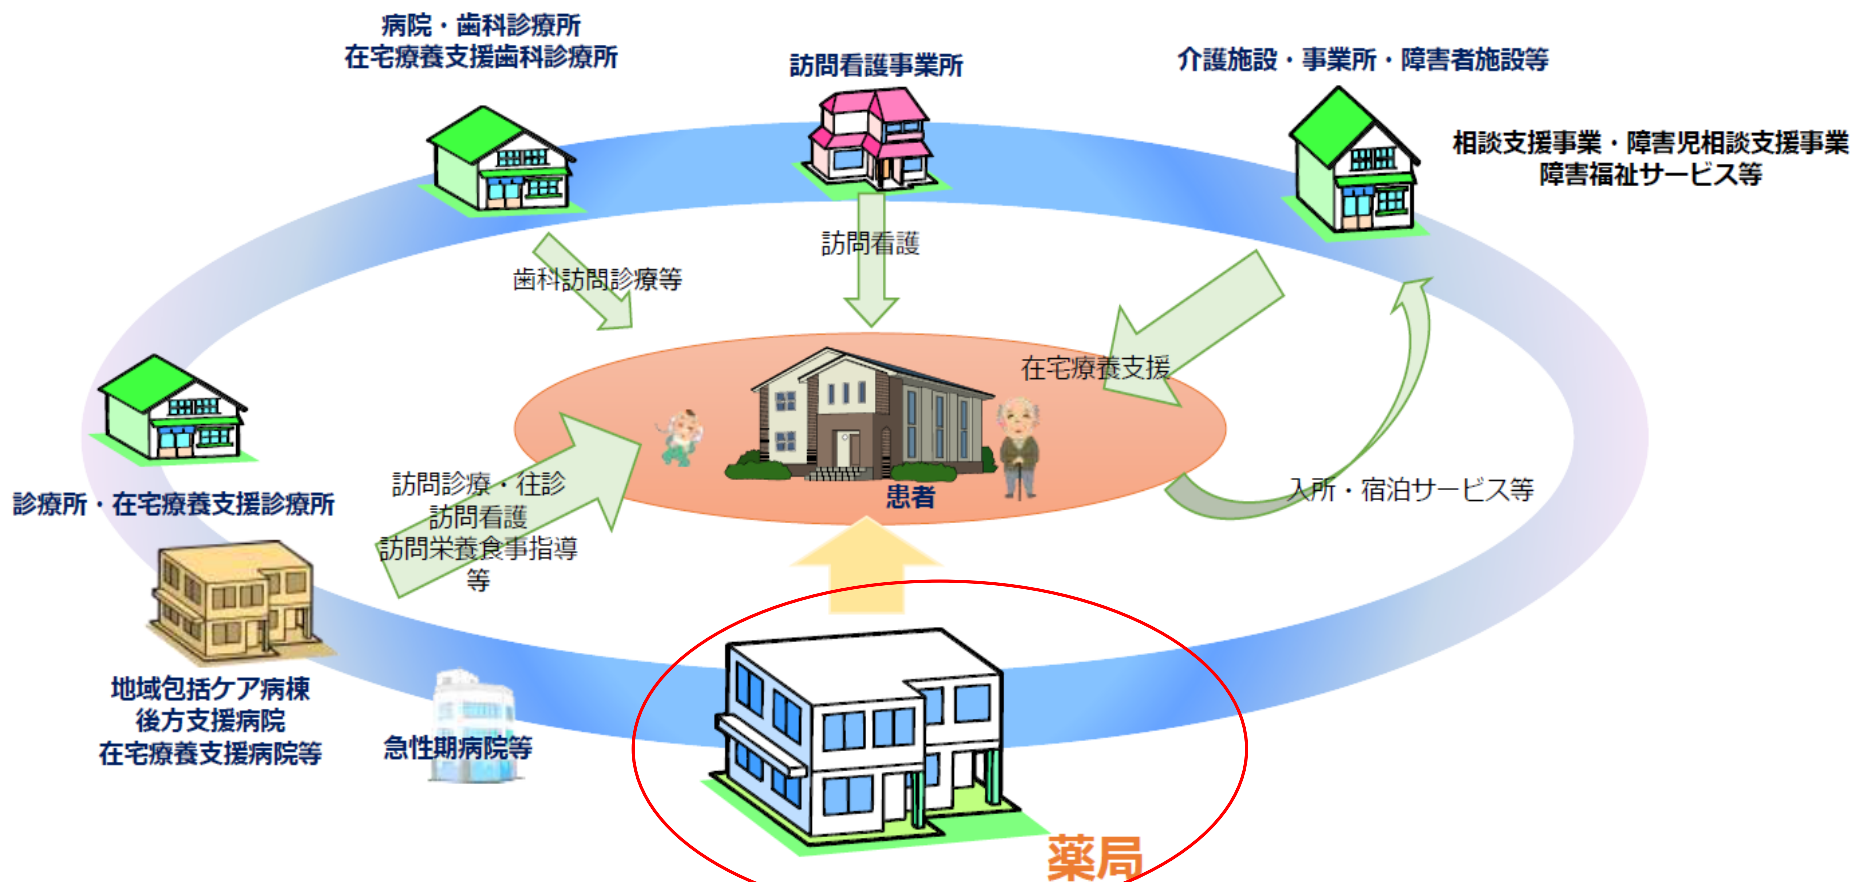 病院・歯科診療所
在宅療養支援歯科診療所
訪問看護事業所
介護施設・事業所・障害者施設等
相談支援事業・障害児相談支援事業
障害福祉サービス等
訪問看護
歯科訪問診療等
在宅療養支援
患者
入所・宿泊サービス等
診療所・在宅療養支援診療所
訪問診療・往診
訪問看護
訪問栄養食事指導
等
地域包括ケア病棟
後方支援病院
在宅療養支援病院等
急性期病院等
薬局